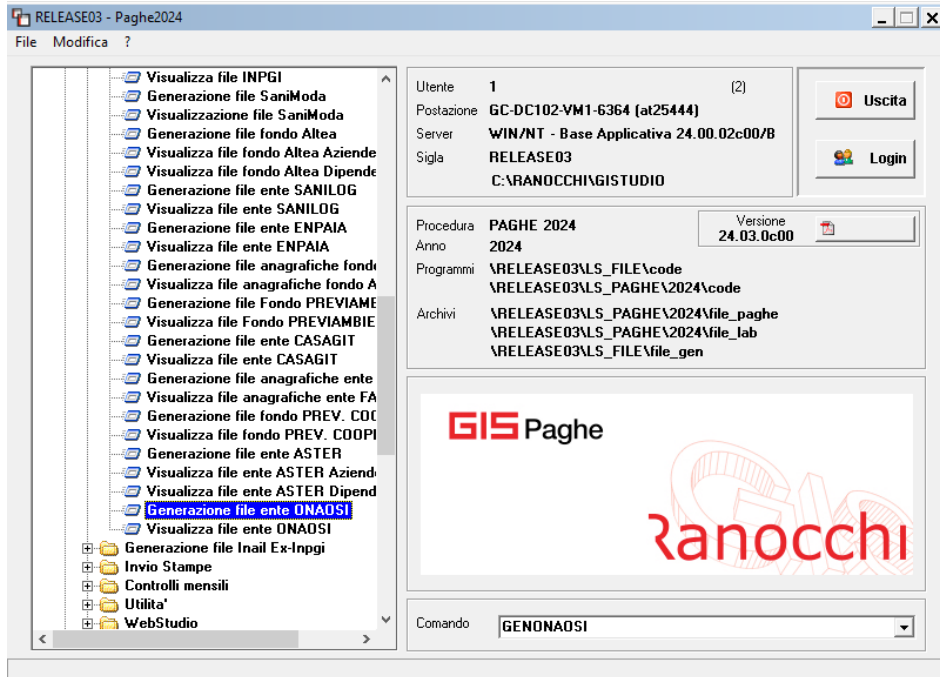 RELEASE03 - Paghe2024
File Modifica ?
Visualizza file INPGI
Generazione file SaniModa
Visualizzazione file SaniModa
Generazione file fondo Altea
Visualizza file fondo Altea Aziende
Visualizza file fondo Altea Dipende
Generazione file ente SANILOG
Visualizza file ente SANILOG
Generazione file ente ENPAIA
Visualizza file ente ENPAIA
Generazione file anagrafiche fondo
Visualizza file anagrafiche fondo A
Generazione file Fondo PREVIAME
Visualizza file Fondo PREVIAMBIE
Generazione file ente CASAGIT
Visualizza file ente CASAGIT
Generazione file anagrafiche ente
Visualizza file anagrafiche ente FA
Generazione file fondo PREV. COO
Visualizza file fondo PREV. COOPI
Generazione file ente ASTER
Visualizza file ente ASTER Aziende
Visualizza file ente ASTER Dipend
Generazione file ente ONAOSI
Visualizza file ente ONAOSI
Generazione file Inail Ex-Inpgi
Invio Stampe
Controlli mensili
Utilita'
WebStudio
Utente 1 (2)
Postazione GC-DC102-VM1-6364 (at25444)
Server WIN/NT - Base Applicativa 24.00.02c00/B
Sigla RELEASE03
C:\RANOCCHI\GISTUDIO
Uscita
Login
Procedura PAGHE 2024
Versione
24.03.0c00
Anno 2024
Programmi \RELEASE03\LS_FILE\code
\RELEASE03\LS_PAGHE\2024\code
Archivi \RELEASE03\LS_PAGHE\2024\file_paghe
\RELEASE03\LS_PAGHE\2024\file_lab
\RELEASE03\LS_FILE\file_gen
GIS Paghe
Ranocchi
Comando GENONAOSI